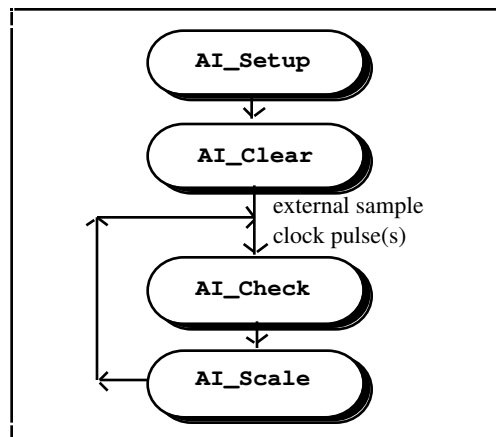 AI_Setup
AI_Clear
external sample
clock pulse(s)
AI_Check
AI_Scale